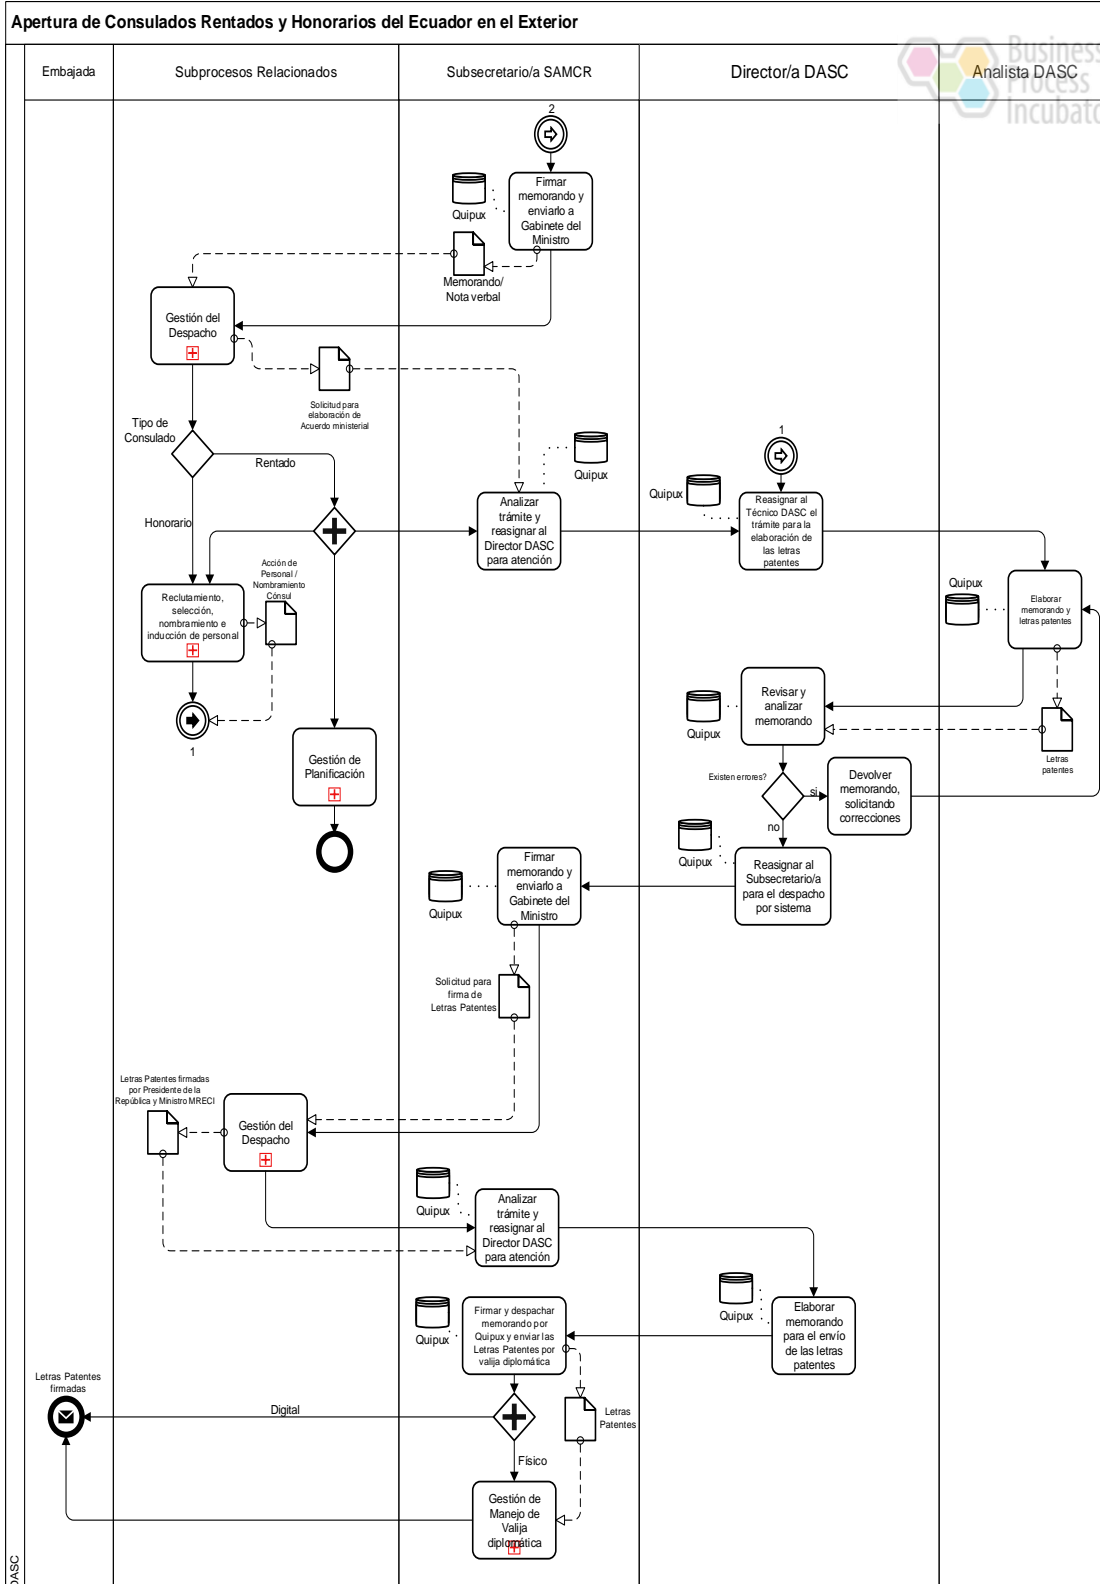 Apertura de Consulados Rentados y Honorarios del Ecuador en el Exterior
Business
Process
Incubato
Embajada
Subprocesos Relacionados
Subsecretario/a SAMCR
Director/a DASC
Analista DASC
2
Firmar
memorando y
enviarlo a
Gabinete del
Ministro
Quipux
Memorando/
Nota verbal
Gestión del
Despacho
Solicitud para
elaboración de
Acuerdo ministerial
Tipo de
Consulado
Rentado
Honorario
Quipux
Analizar
trámite y
reasignar al
Director DASC
para atención
1
Quipux
Reasignar al
Técnico DASC el
trámite para la
elaboración de
las letras
patentes
Acción de
Personal /
Nombramiento
Cónsul
Reclutamiento,
selección,
nombramiento e
inducción de personal
1
Quipux
Elaborar
memorando y
letras patentes
Revisar y
analizar
memorando
Quipux
Letras
patentes
Gestión de
Planificación
Existen errores?
si
no
Devolver
memorando,
solicitando
correcciones
Quipux
Reasignar al
Subsecretario/a
para el despacho
por sistema
Firmar
memorando y
enviarlo a
Gabinete del
Ministro
Quipux
Solicitud para
firma de
Letras Patentes
Letras Patentes firmadas
por Presidente de la
República y Ministro MRECI
Gestión del
Despacho
Quipux
Analizar
trámite y
reasignar al
Director DASC
para atención
Quipux
Elaborar
memorando
para el envío
de las letras
patentes
Quipux
Firmar y despachar
memorando por
Quipux y enviar las
Letras Patentes por
valija diplomática
Letras Patentes
firmadas
Digital
Letras
Patentes
Físico
Gestión de
Manejo de
Valija
diplomática
DASC